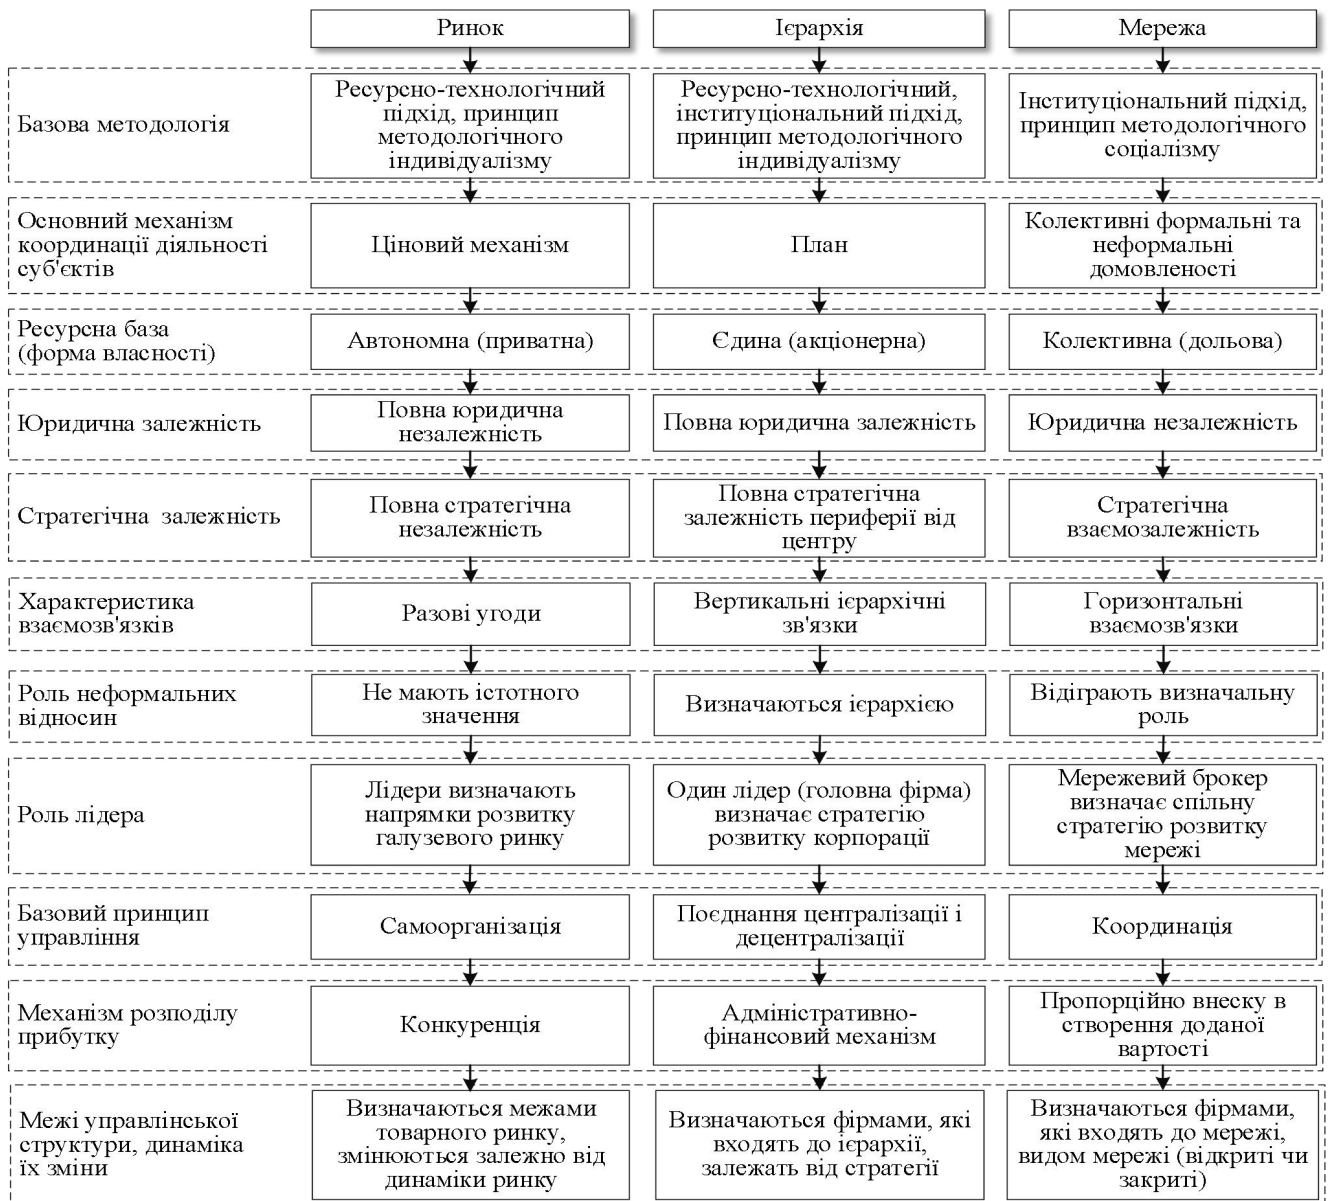 Ринок
Ієрархія
Мережа
Базова методологія
Ресурсно-технологічний
підхід, принцип
методологічного
індивідуалізму
Ресурсно-технологічний,
інституціональний підхід,
принцип методологічного
індивідуалізму
Інституціональний підхід,
принцип методологічного
соціалізму
Основний механізм
координації діяльності
суб'єктів
Ціновий механізм
План
Колективні формальні та
неформальні
домовленості
Ресурсна база
(форма власності)
Автономна (приватна)
Єдина (акціонерна)
Колективна (дольова)
Юридична залежність
Повна юридична
незалежність
Повна юридична залежність
Юридична незалежність
Стратегічна залежність
Повна стратегічна
незалежність
Повна стратегічна
залежність периферії від
центру
Стратегічна
взаємозалежність
Характеристика
взаємозв'язків
Разові угоди
Вертикальні ієрархічні
зв'язки
Горизонтальні
взаємозв'язки
Роль неформальних
відносин
Не мають істотного
значення
Визначаються ієрархією
Відіграють визначальну
роль
Роль лідера
Лідери визначають
напрямки розвитку
галузевого ринку
Один лідер (головна фірма)
визначає стратегію
розвитку корпорації
Мережевий брокер
визначає спільну
стратегію розвитку
мережі
Базовий принцип
управління
Самоорганізація
Поєднання централізації і
децентралізації
Координація
Механізм розподілу
прибутку
Конкуренція
Адміністративно-
фінансовий механізм
Пропорційно внеску в
створення доданої
вартості
Межі управлінської
структури, динаміка
їх зміни
Визначаються межами
товарного ринку,
змінюються залежно від
динаміки ринку
Визначаються фірмами, які
входять до ієрархії,
залежать від стратегії
Визначаються фірмами,
які входять до мережі,
видом мережі (відкриті чи
закриті)